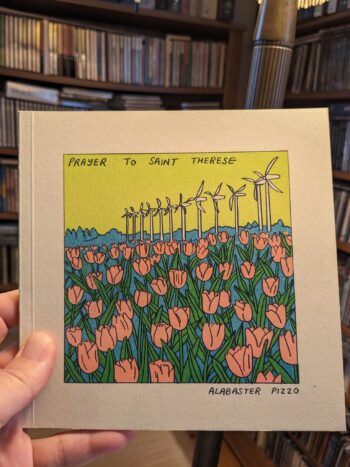 PRAYER TO SAINT THERESE
ALABASTER PIZZO